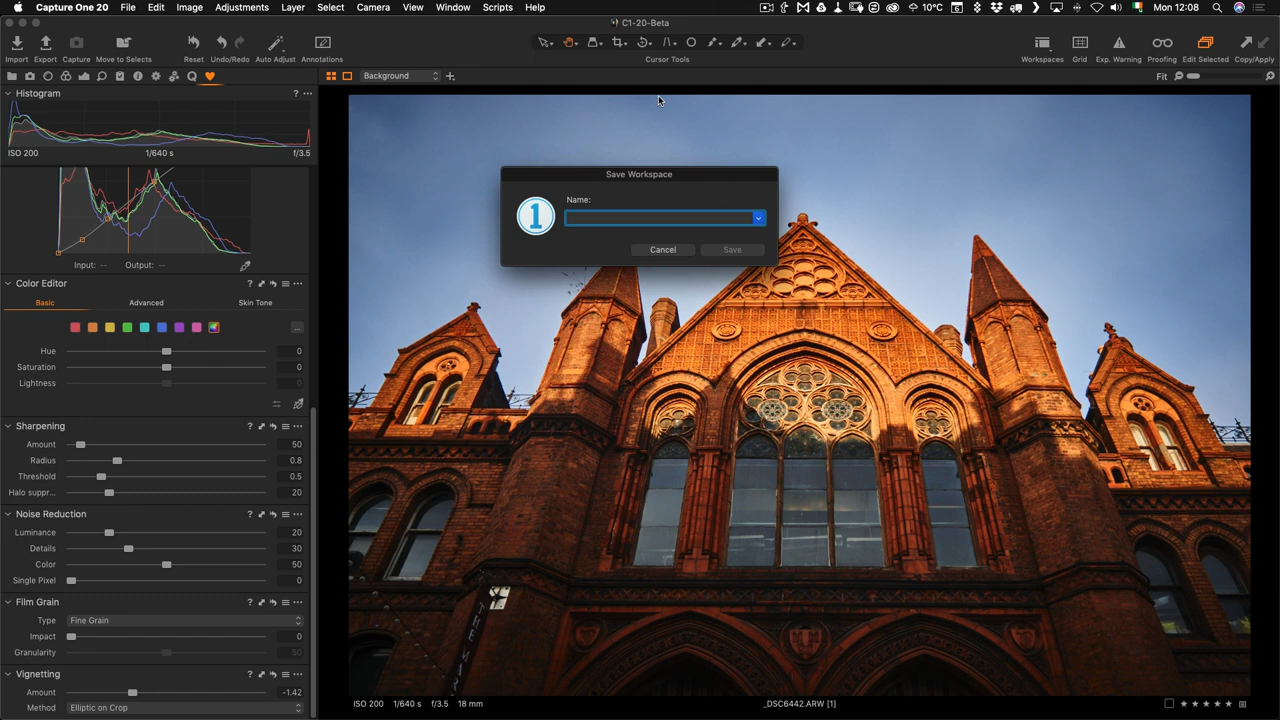 Capture One 20 File Edit View Image Adjustments Layer Select Camera View Window Scripts Help 10°C Mon 12:08
C1-20-Beta
Import Export Capture Move to Selects Reset Undo/Redo Auto Adjust Annotations Cursor Tools Workspaces Grid Exp. Warning Proofing Edit Selected Copy/Apply
Background Fit
Histogram ? ...
ISO 200 1/640 s f/3.5
Input: -- Output: --
Color Editor ? ...
Basic Advanced Skin Tone
...
Hue 0
Saturation 0
Lightness 0
Sharpening ? ...
Amount 50
Radius 0.8
Threshold 0.5
Halo suppr... 20
Noise Reduction ? ...
Luminance 20
Details 30
Color 50
Single Pixel 0
Film Grain ? ...
Type Fine Grain
Impact 0
Granularity 50
Vignetting ? ...
Amount -1.42
Method Elliptic on Crop
Save Workspace
Name:
1
Cancel Save
ISO 200 1/640 s f/3.5 18 mm _DSC6442.ARW [1]